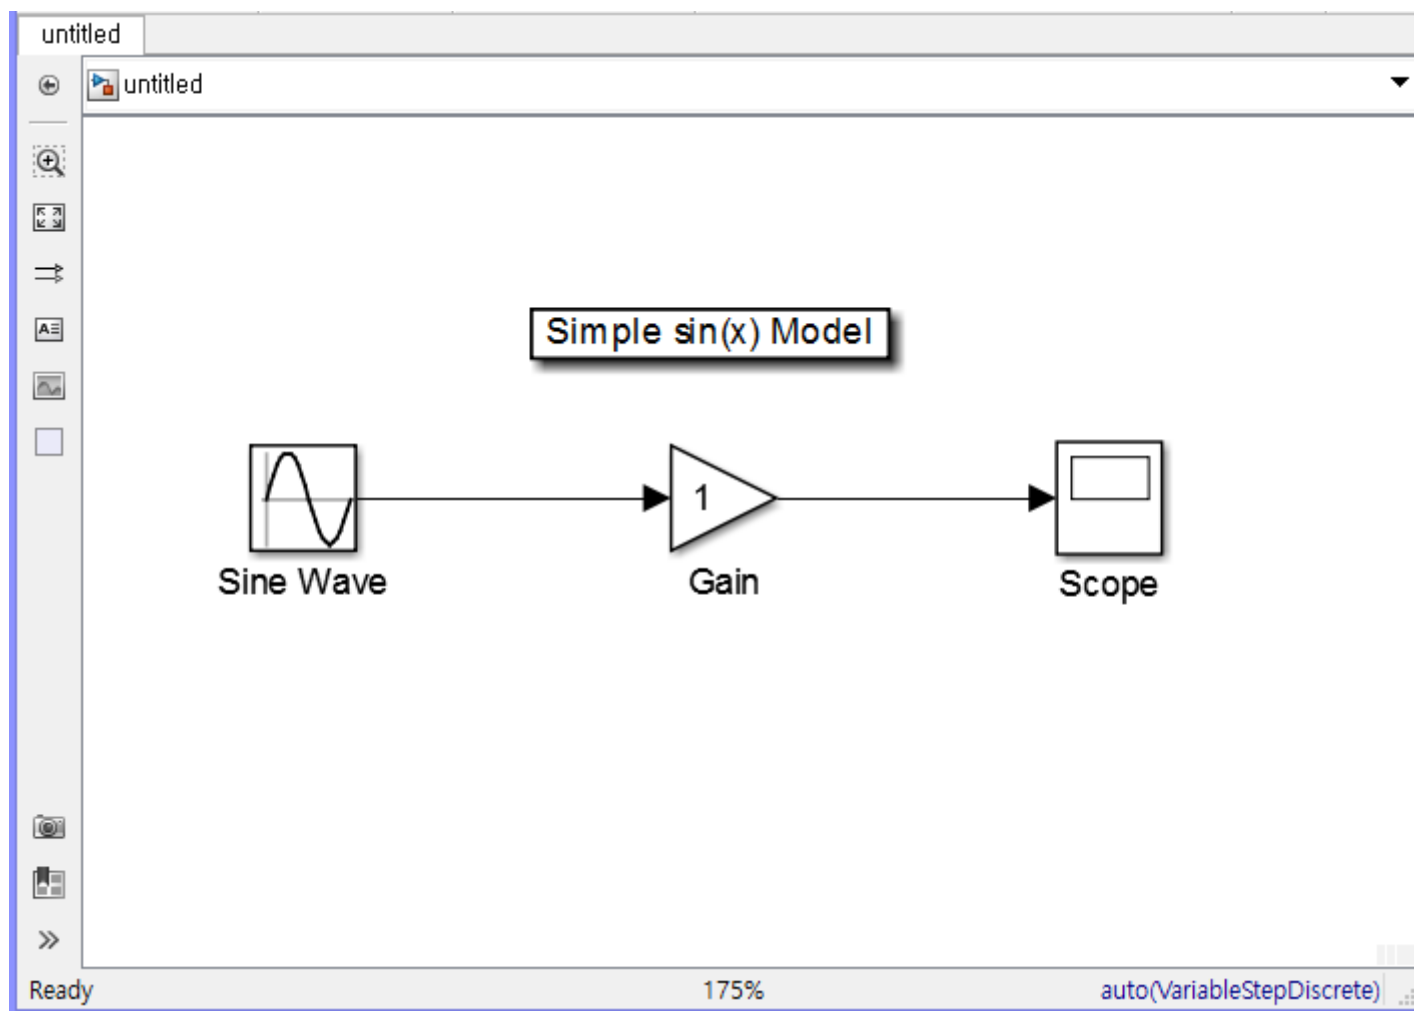 untitled
untitled
Simple sin(x) Model
1
Sine Wave
Gain
Scope
Ready
175%
auto(VariableStepDiscrete)